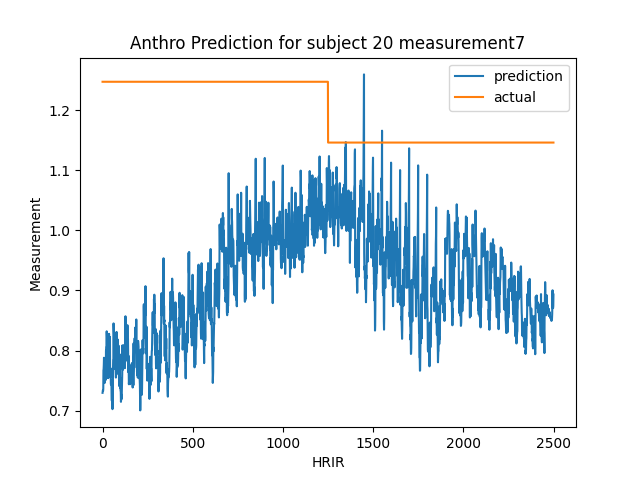 Anthro Prediction for subject 20 measurement7
prediction
actual
Measurement
1.2
1.1
1.0
0.9
0.8
0.7
0
500
1000
1500
2000
2500
HRIR